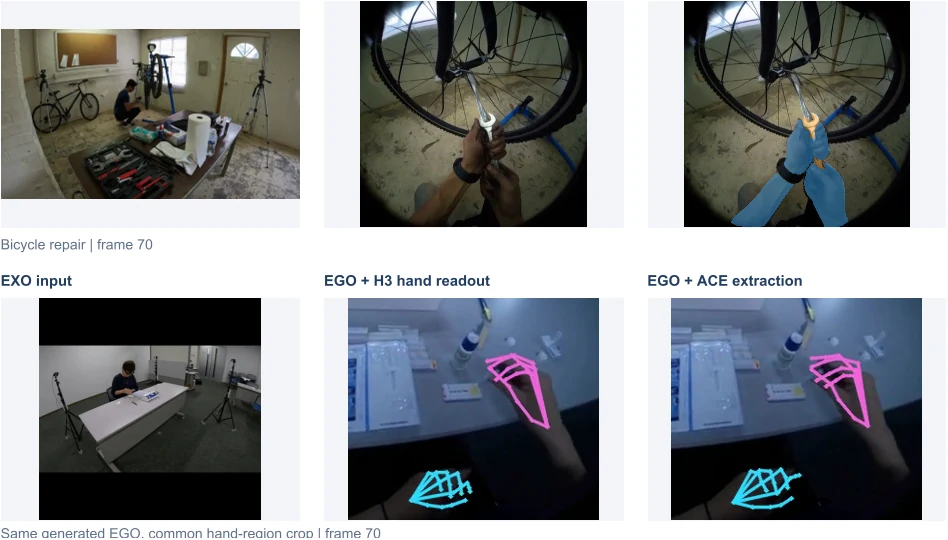 Bicycle repair | frame 70
EXO input
EGO + H3 hand readout
EGO + ACE extraction
Same generated EGO, common hand-region crop | frame 70